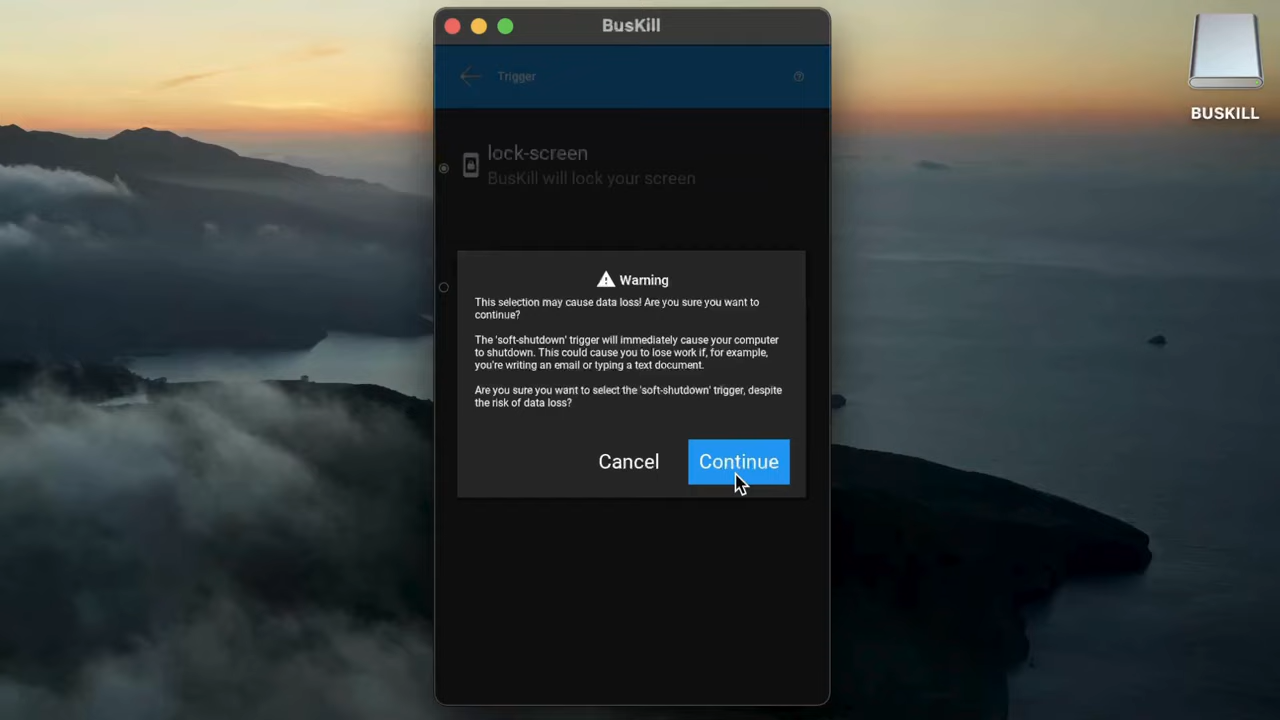 BusKill
Trigger
BUSKILL
lock-screen
BusKill will lock your screen
Warning
This selection may cause data loss! Are you sure you want to
continue?
The 'soft-shutdown' trigger will immediately cause your computer
to shutdown. This could cause you to lose work if, for example,
you're writing an email or typing a text document.
Are you sure you want to select the 'soft-shutdown' trigger, despite
the risk of data loss?
Cancel Continue